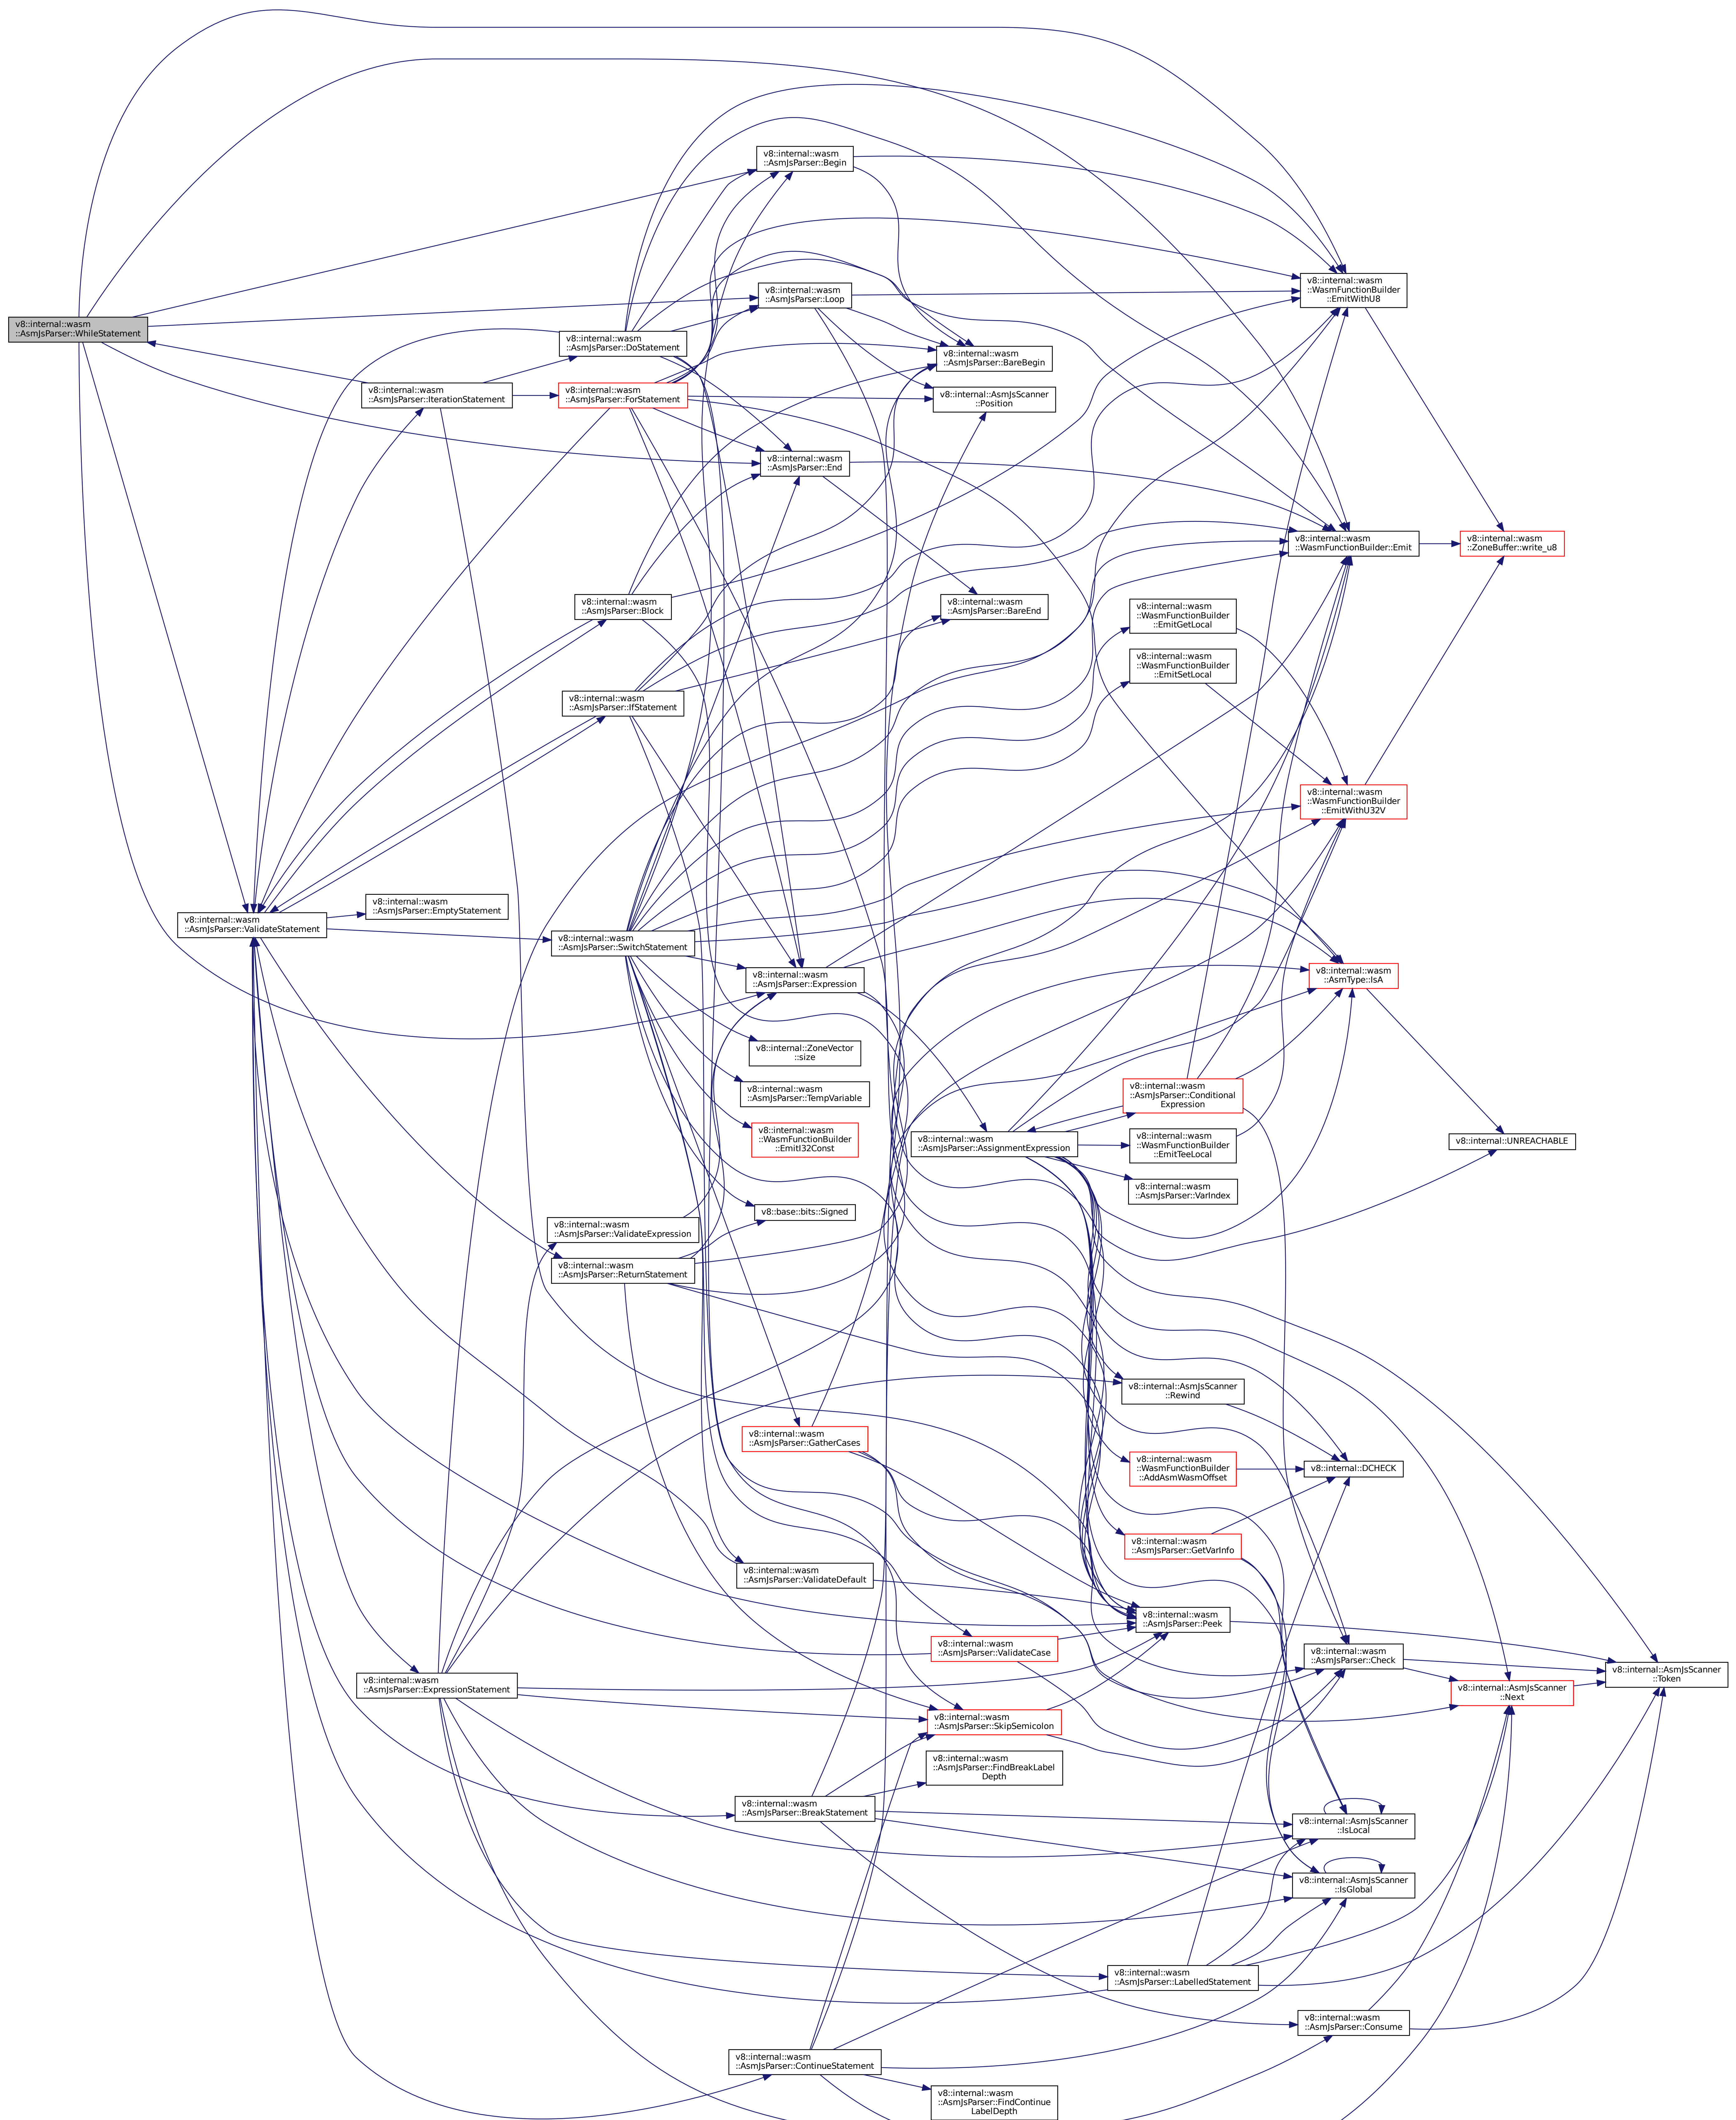 v8::internal::wasm
::AsmJsParser::WhileStatement
v8::internal::wasm
::AsmJsParser::ValidateStatement
v8::internal::wasm
::AsmJsParser::IterationStatement
v8::internal::wasm
::AsmJsParser::EmptyStatement
v8::internal::wasm
::AsmJsParser::ExpressionStatement
v8::internal::wasm
::AsmJsParser::DoStatement
v8::internal::wasm
::AsmJsParser::ForStatement
v8::internal::wasm
::AsmJsParser::Block
v8::internal::wasm
::AsmJsParser::IfStatement
v8::internal::wasm
::AsmJsParser::SwitchStatement
v8::internal::wasm
::AsmJsParser::ValidateExpression
v8::internal::wasm
::AsmJsParser::ReturnStatement
v8::internal::wasm
::AsmJsParser::Begin
v8::internal::wasm
::AsmJsParser::Loop
v8::internal::wasm
::AsmJsParser::End
v8::internal::wasm
::AsmJsParser::Expression
v8::internal::ZoneVector
::size
v8::internal::wasm
::AsmJsParser::TempVariable
v8::internal::wasm
::WasmFunctionBuilder
::EmitI32Const
v8::base::bits::Signed
v8::internal::wasm
::AsmJsParser::GatherCases
v8::internal::wasm
::AsmJsParser::ValidateDefault
v8::internal::wasm
::AsmJsParser::BreakStatement
v8::internal::wasm
::AsmJsParser::ContinueStatement
v8::internal::wasm
::AsmJsParser::BareBegin
v8::internal::AsmJsScanner
::Position
v8::internal::wasm
::AsmJsParser::BareEnd
v8::internal::wasm
::AsmJsParser::AssignmentExpression
v8::internal::wasm
::AsmJsParser::ValidateCase
v8::internal::wasm
::AsmJsParser::SkipSemicolon
v8::internal::wasm
::AsmJsParser::FindBreakLabel
Depth
v8::internal::wasm
::AsmJsParser::FindContinue
LabelDepth
v8::internal::wasm
::WasmFunctionBuilder
::EmitGetLocal
v8::internal::wasm
::WasmFunctionBuilder
::EmitSetLocal
v8::internal::wasm
::AsmJsParser::Conditional
Expression
v8::internal::wasm
::WasmFunctionBuilder
::EmitTeeLocal
v8::internal::wasm
::AsmJsParser::VarIndex
v8::internal::AsmJsScanner
::Rewind
v8::internal::wasm
::WasmFunctionBuilder
::AddAsmWasmOffset
v8::internal::wasm
::AsmJsParser::GetVarInfo
v8::internal::wasm
::AsmJsParser::Peek
v8::internal::wasm
::AsmJsParser::LabelledStatement
v8::internal::wasm
::WasmFunctionBuilder
::EmitWithU8
v8::internal::wasm
::WasmFunctionBuilder::Emit
v8::internal::wasm
::WasmFunctionBuilder
::EmitWithU32V
v8::internal::wasm
::AsmType::IsA
v8::internal::DCHECK
v8::internal::wasm
::AsmJsParser::Check
v8::internal::AsmJsScanner
::IsLocal
v8::internal::AsmJsScanner
::IsGlobal
v8::internal::wasm
::AsmJsParser::Consume
v8::internal::wasm
::ZoneBuffer::write_u8
v8::internal::UNREACHABLE
v8::internal::AsmJsScanner
::Next
v8::internal::AsmJsScanner
::Token